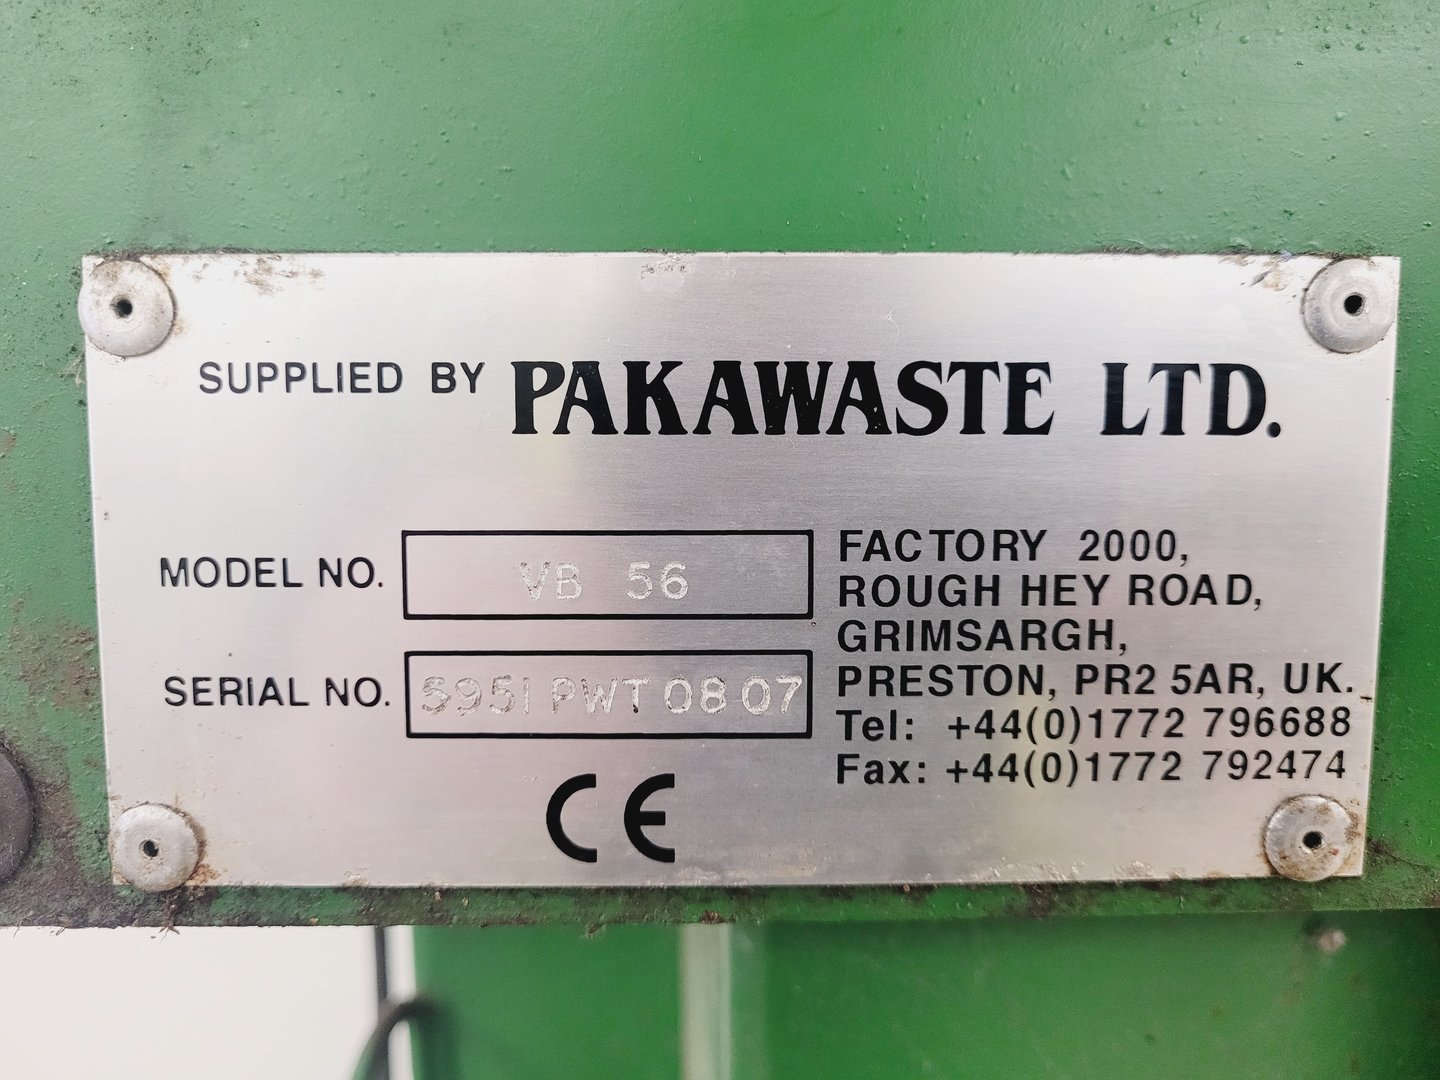 SUPPLIED BY PAKAWASTE LTD.
MODEL NO. VB 56
SERIAL NO. 5951 PWT 08 07
FACTORY 2000,
ROUGH HEY ROAD,
GRIMSARGH,
PRESTON, PR2 5AR, UK.
Tel: +44(0)1772 796688
Fax: +44(0)1772 792474
CE